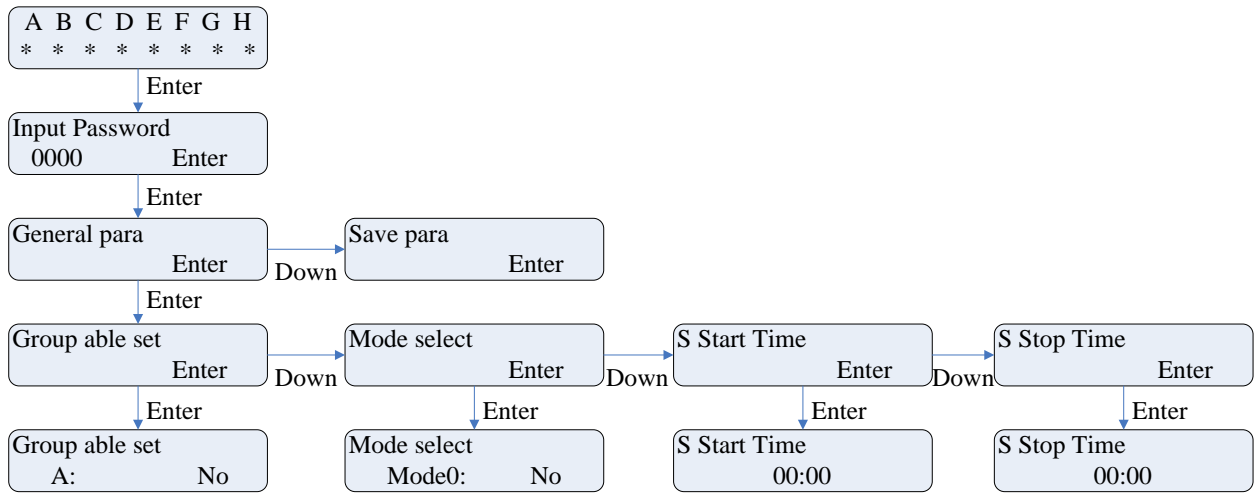 A B C D E F G H
* * * * * * * *
Enter
Input Password
0000 Enter
Enter
General para
Enter
Down
Save para
Enter
Enter
Group able set
Enter
Down
Mode select
Enter
Down
S Start Time
Enter
Down
S Stop Time
Enter
Enter
Enter
Enter
Enter
Group able set
A: No
Mode select
Mode0: No
S Start Time
00:00
S Stop Time
00:00